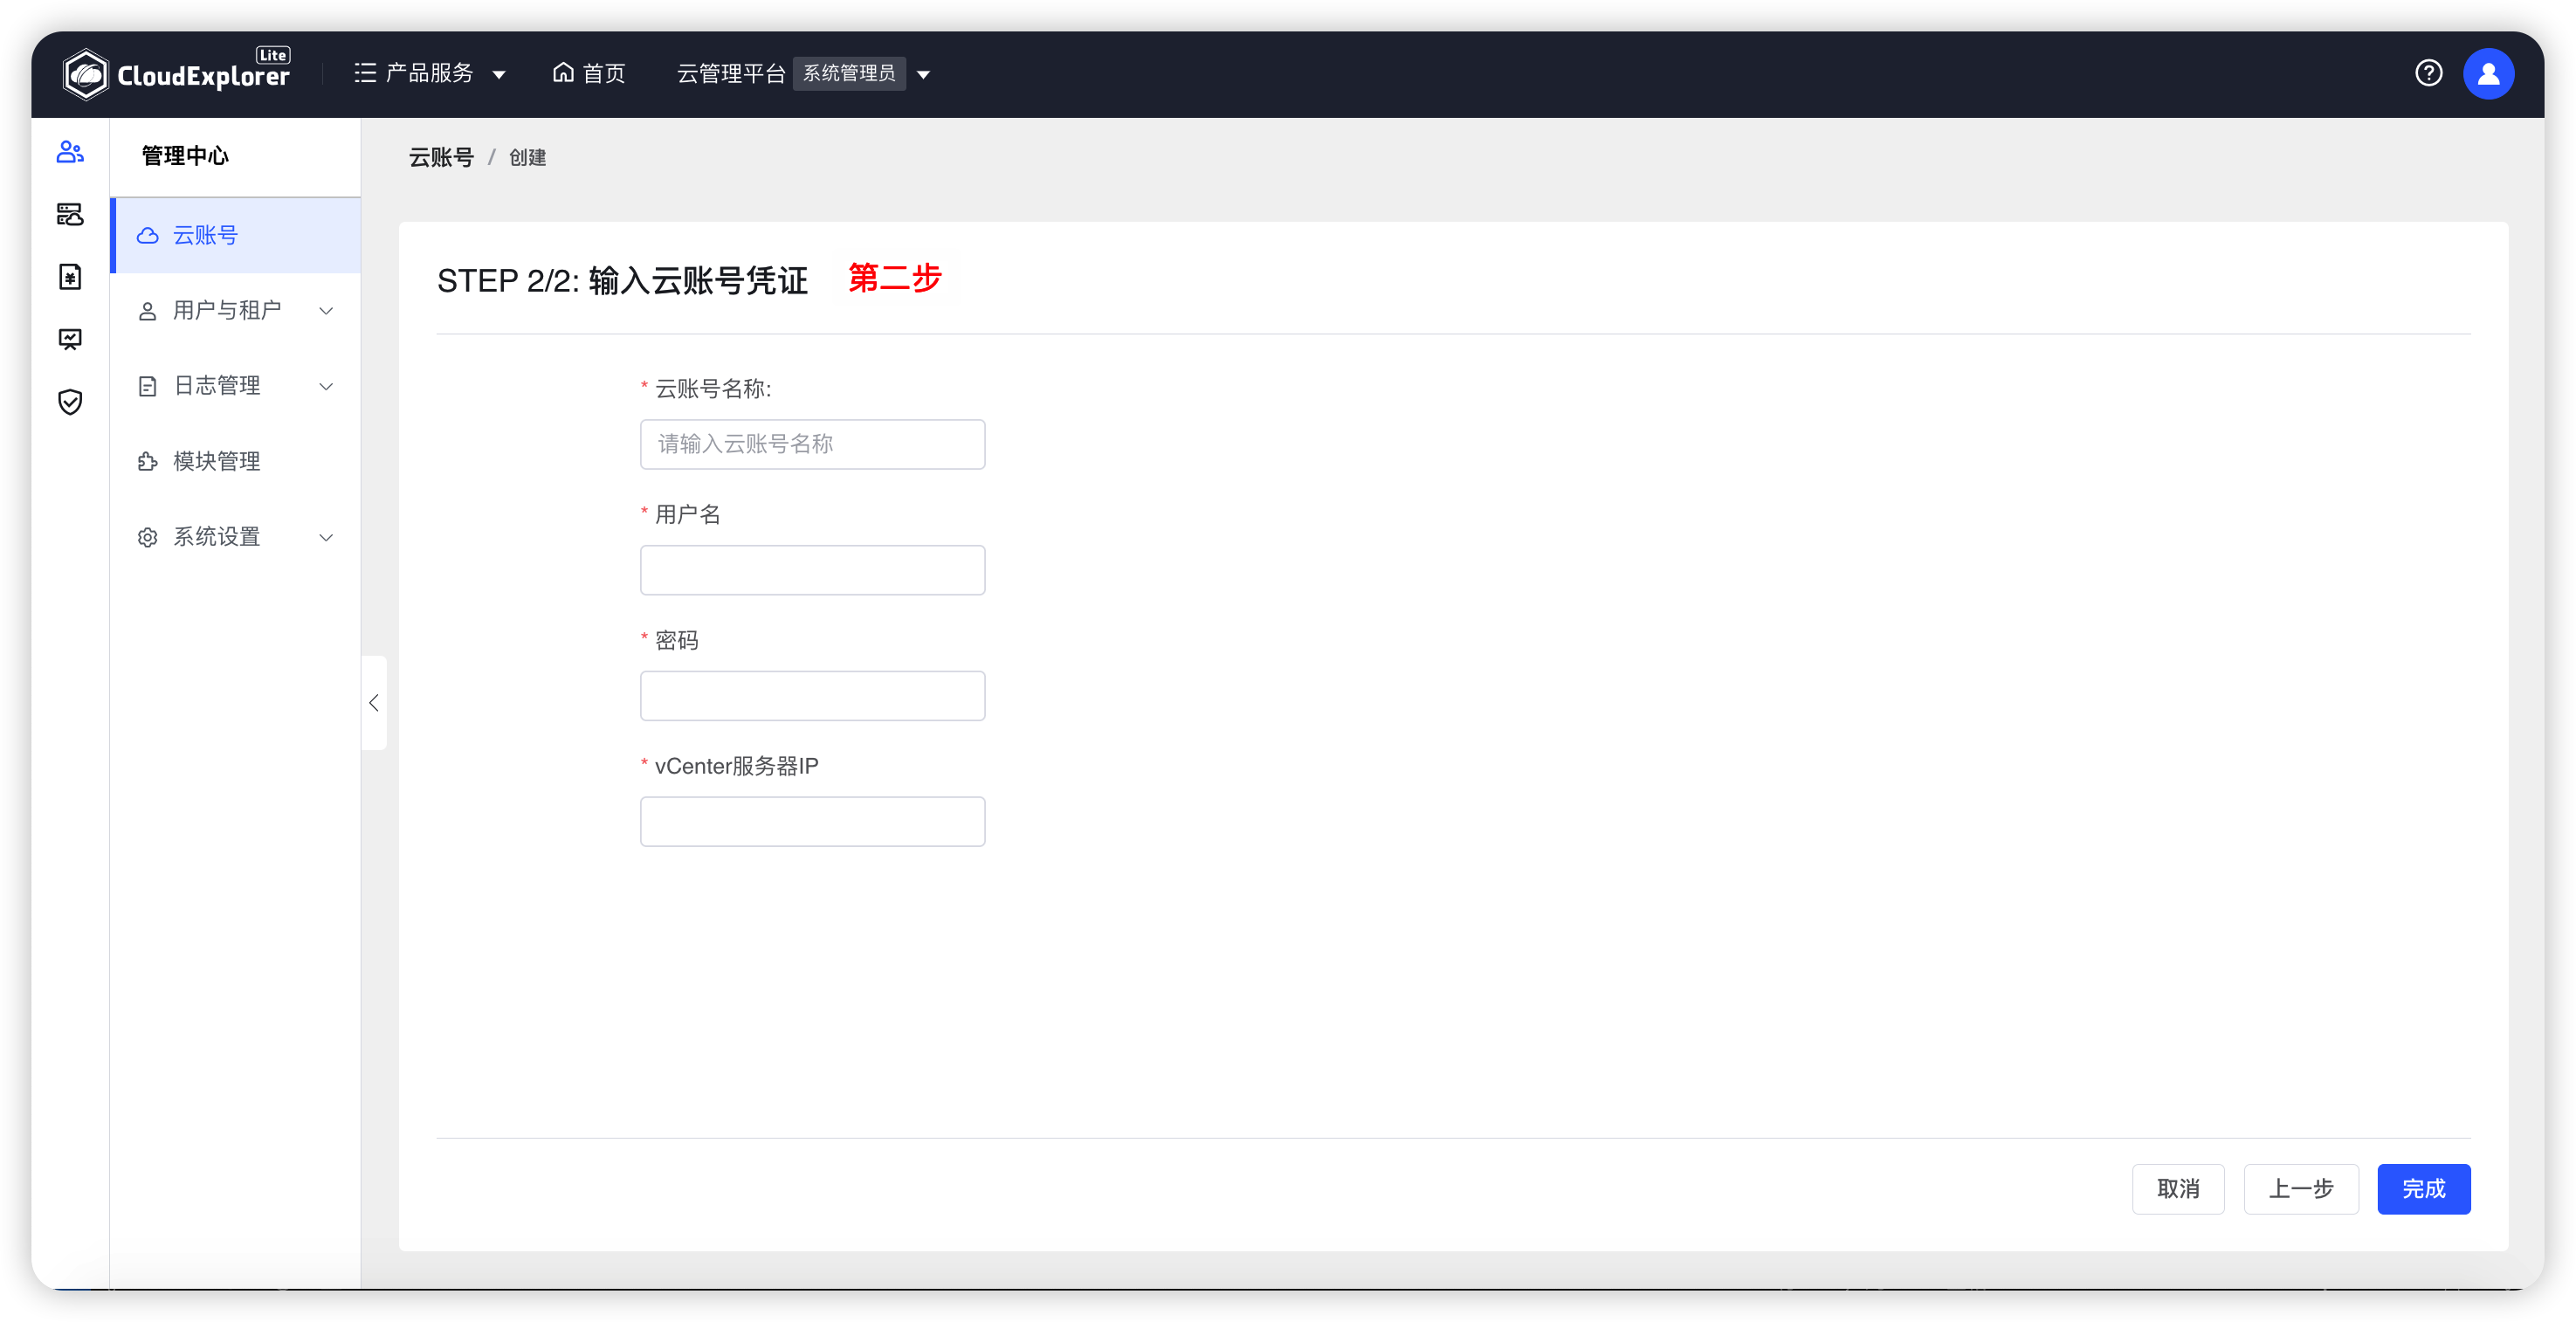 CloudExplorer Lite
产品服务
首页
云管理平台 系统管理员
管理中心
云账号
用户与租户
日志管理
模块管理
系统设置
云账号 / 创建
STEP 2/2: 输入云账号凭证 第二步
* 云账号名称:
请输入云账号名称
* 用户名
* 密码
* vCenter服务器IP
取消
上一步
完成